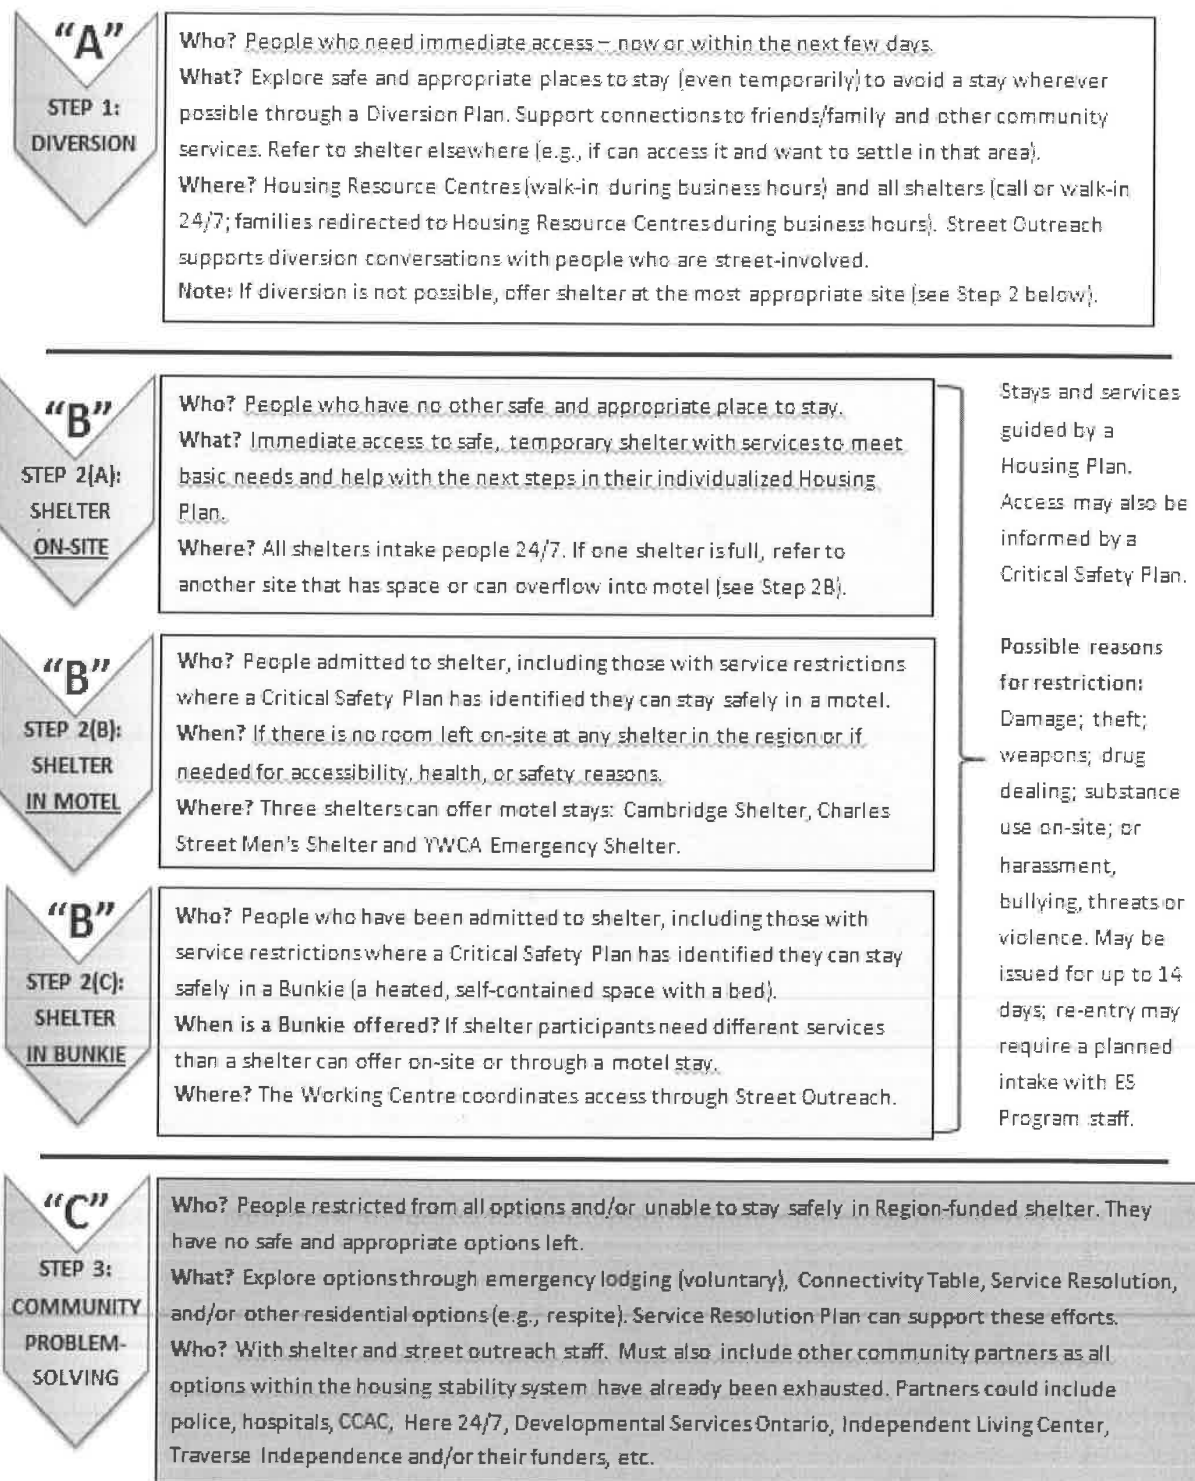 "A"
STEP 1:
DIVERSION
Who? People who need immediate access – now or within the next few days.
What? Explore safe and appropriate places to stay (even temporarily) to avoid a stay wherever
possible through a Diversion Plan. Support connections to friends/family and other community
services. Refer to shelter elsewhere (e.g., if can access it and want to settle in that area).
Where? Housing Resource Centres (walk-in during business hours) and all shelters (call or walk-in
24/7; families redirected to Housing Resource Centres during business hours). Street Outreach
supports diversion conversations with people who are street-involved.
Note: If diversion is not possible, offer shelter at the most appropriate site (see Step 2 below).
"B"
STEP 2(A):
SHELTER
ON-SITE
Who? People who have no other safe and appropriate place to stay.
What? Immediate access to safe, temporary shelter with services to meet
basic needs and help with the next steps in their individualized Housing
Plan.
Where? All shelters intake people 24/7. If one shelter is full, refer to
another site that has space or can overflow into motel (see Step 2B).
"B"
STEP 2(B):
SHELTER
IN MOTEL
Who? People admitted to shelter, including those with service restrictions
where a Critical Safety Plan has identified they can stay safely in a motel.
When? If there is no room left on-site at any shelter in the region or if
needed for accessibility, health, or safety reasons.
Where? Three shelters can offer motel stays: Cambridge Shelter, Charles
Street Men's Shelter and YWCA Emergency Shelter.
"B"
STEP 2(C):
SHELTER
IN BUNKIE
Who? People who have been admitted to shelter, including those with
service restrictions where a Critical Safety Plan has identified they can stay
safely in a Bunkie (a heated, self-contained space with a bed).
When is a Bunkie offered? If shelter participants need different services
than a shelter can offer on-site or through a motel stay.
Where? The Working Centre coordinates access through Street Outreach.
Stays and services
guided by a
Housing Plan.
Access may also be
informed by a
Critical Safety Plan.
Possible reasons
for restriction:
Damage; theft;
weapons; drug
dealing; substance
use on-site; or
harassment,
bullying, threats or
violence. May be
issued for up to 14
days; re-entry may
require a planned
intake with ES
Program staff.
"C"
STEP 3:
COMMUNITY
PROBLEM-
SOLVING
Who? People restricted from all options and/or unable to stay safely in Region-funded shelter. They
have no safe and appropriate options left.
What? Explore options through emergency lodging (voluntary), Connectivity Table, Service Resolution,
and/or other residential options (e.g., respite). Service Resolution Plan can support these efforts.
Who? With shelter and street outreach staff. Must also include other community partners as all
options within the housing stability system have already been exhausted. Partners could include
police, hospitals, CCAC, Here 24/7, Developmental Services Ontario, Independent Living Center,
Traverse Independence and/or their funders, etc.